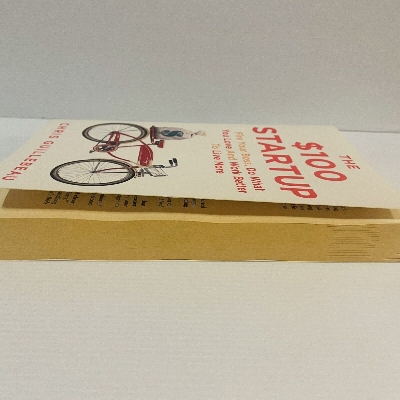 THE
$100
STARTUP
Fire Your Boss, Do What
You Love And Work Better
To Live More
CHRIS GUILLEBEAU